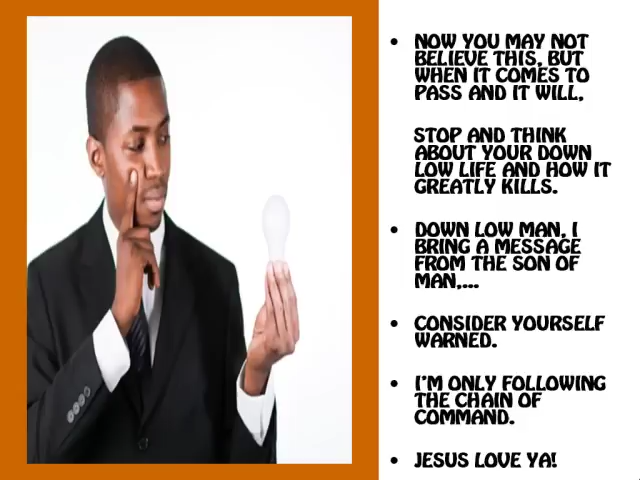 • NOW YOU MAY NOT
BELIEVE THIS, BUT
WHEN IT COMES TO
PASS AND IT WILL,
STOP AND THINK
ABOUT YOUR DOWN
LOW LIFE AND HOW IT
GREATLY KILLS.
• DOWN LOW MAN, I
BRING A MESSAGE
FROM THE SON OF
MAN,...
• CONSIDER YOURSELF
WARNED.
• I'M ONLY FOLLOWING
THE CHAIN OF
COMMAND.
• JESUS LOVE YA!